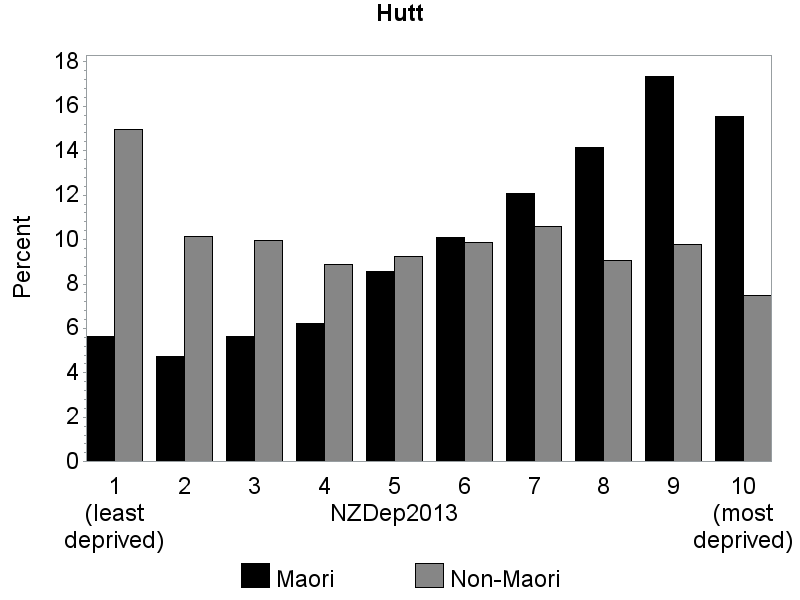 Hutt
18
16
14
12
10
8
6
4
2
0
Percent
1 2 3 4 5 6 7 8 9 10
(least NZDep2013 (most
deprived) deprived)
Maori Non-Maori